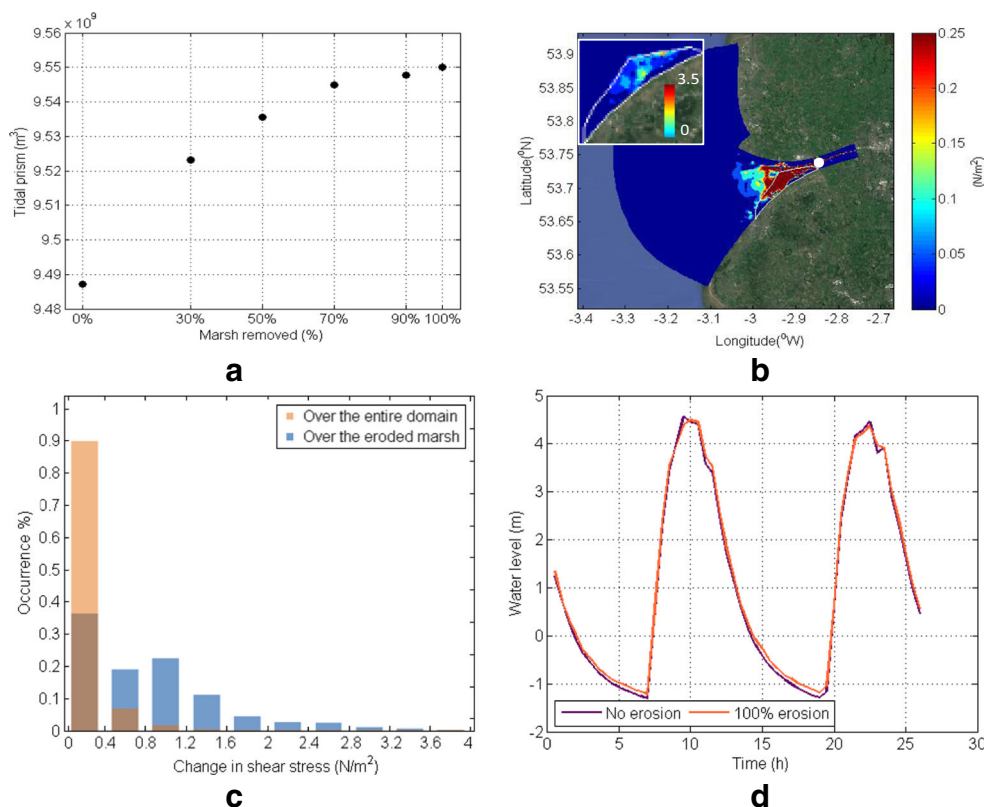 × 10⁹
9.56
9.55
9.54
9.53
9.52
9.5
9.49
9.48
Tidal prism (m³)
0% 30% 50% 70% 90% 100%
Marsh removed (%)
a
53.9
53.85
53.8
53.75
53.7
53.65
53.6
53.55
Latitude(°N)
3.5
0
-3.4 -3.3 -3.2 -3.1 -3 -2.9 -2.8 -2.7
Longitude(°W)
0.25
0.2
0.15
0.1
0.05
0
(N/m²)
b
1
0.9
0.8
0.7
0.6
0.5
0.4
0.3
0.2
0.1
0
Occurrence %)
Over the entire domain
Over the eroded marsh
0 0.4 0.8 1.2 1.6 2 2.4 2.8 3.2 3.6 4
Change in shear stress (N/m²)
c
5
4
3
2
1
0
-1
-2
Water level (m)
No erosion 100% erosion
0 5 10 15 20 25 30
Time (h)
d